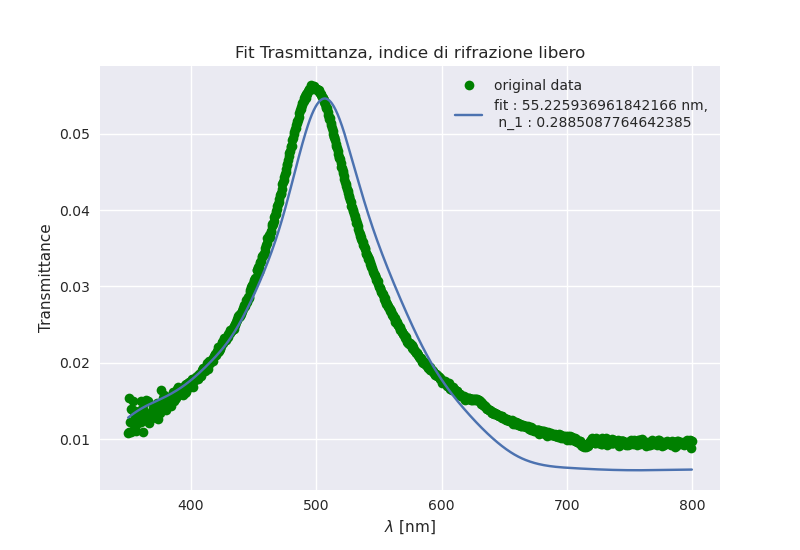 Fit Trasmittanza, indice di rifrazione libero
original data
fit : 55.225936961842166 nm,
n_1 : 0.2885087764642385
Transmittance
0.05
0.04
0.03
0.02
0.01
400 500 600 700 800
λ [nm]